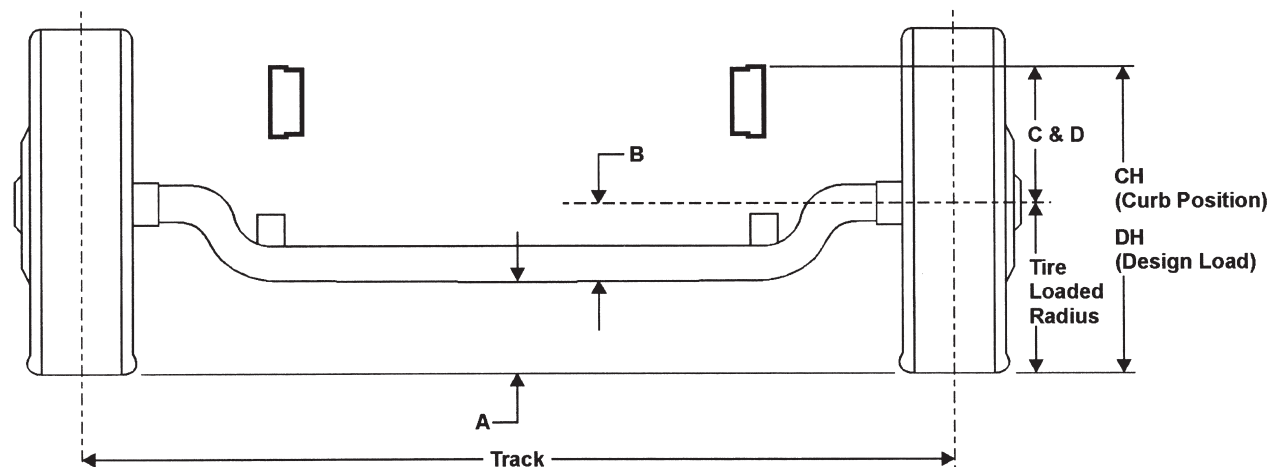 B
C & D
CH
(Curb Position)
DH
(Design Load)
Tire
Loaded
Radius
A
Track